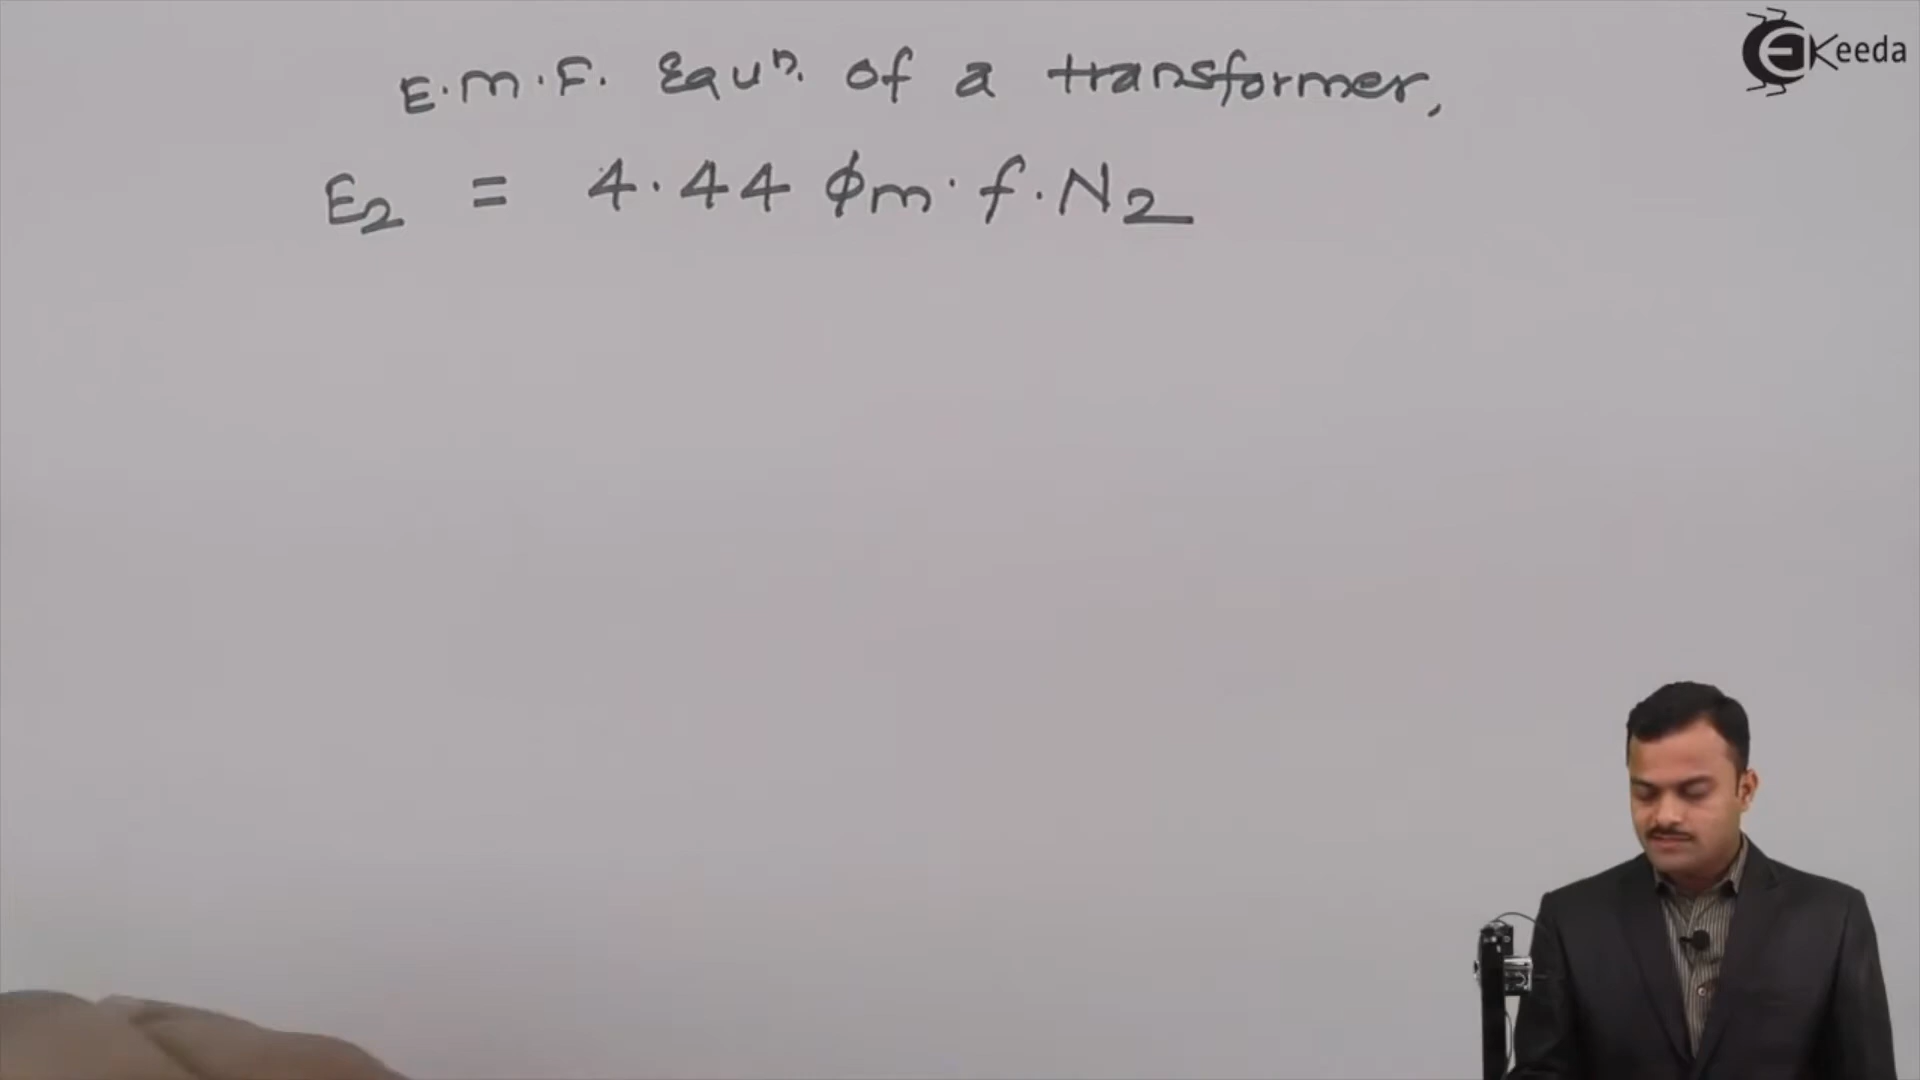 E.M.F. Equⁿ. of a transformer,
E₂ = 4.44 ϕm.f.N₂
EKeeda